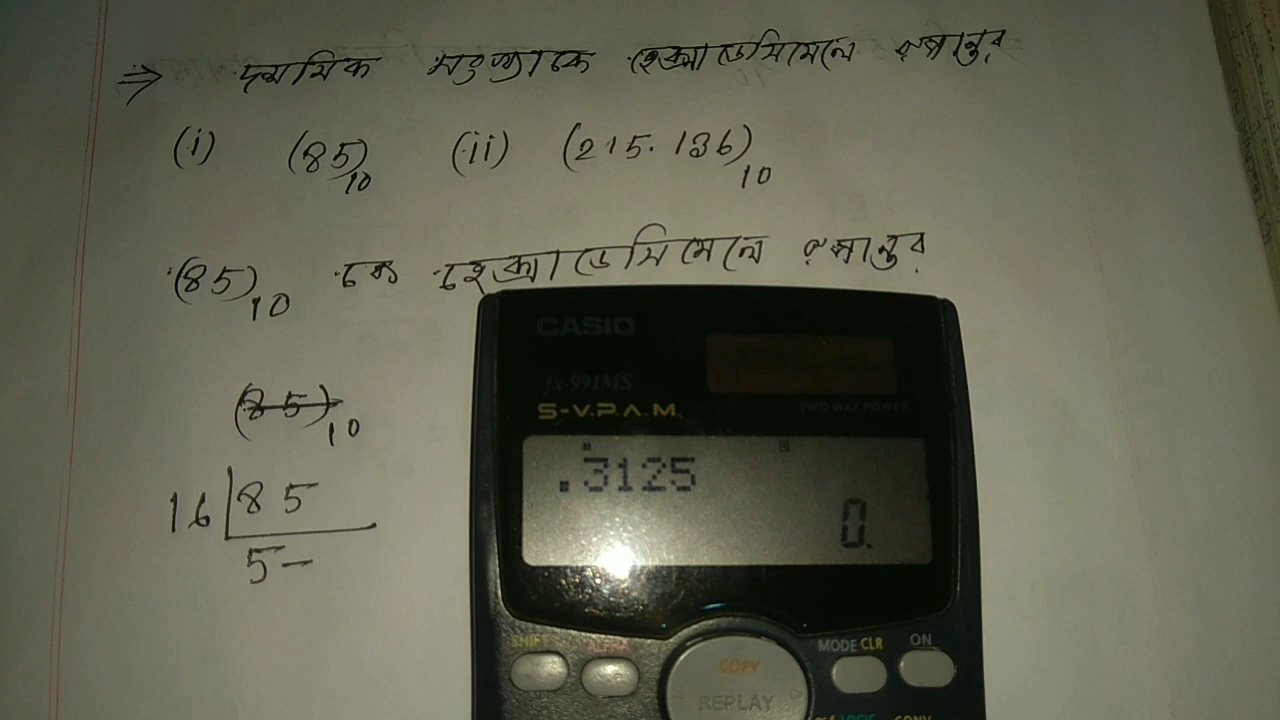 ⇒ দশমিক সংখ্যাকে হেক্সাডেসিমেলে রূপান্তর
(i) (85)10 (ii) (215.136)10
(85)10 কে হেক্সাডেসিমেলে রূপান্তর
(85)10
16 85
5 –
CASIO
fx-991MS
S-V.P.A.M.
TWO WAY POWER
M
.3125
0.
SHIFT ALPHA MODE CLR ON
COPY
REPLAY